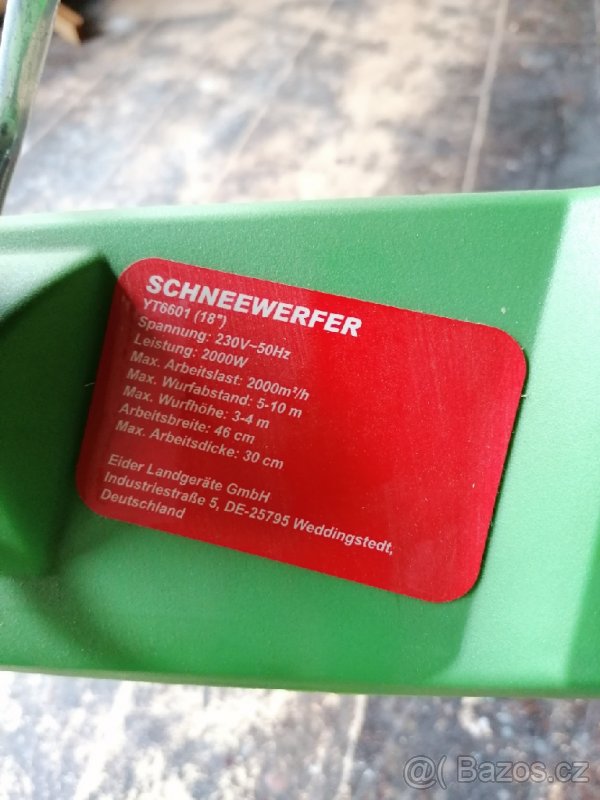 SCHNEEWERFER
YT6601 (18")
Spannung: 230V~50Hz
Leistung: 2000W
Max. Arbeitslast: 2000m³/h
Max. Wurfabstand: 5-10 m
Max. Wurfhöhe: 3-4 m
Arbeitsbreite: 46 cm
Max. Arbeitsdicke: 30 cm
Eider Landgeräte GmbH
Industriestraße 5, DE-25795 Weddingstedt,
Deutschland
@ Bazos.cz